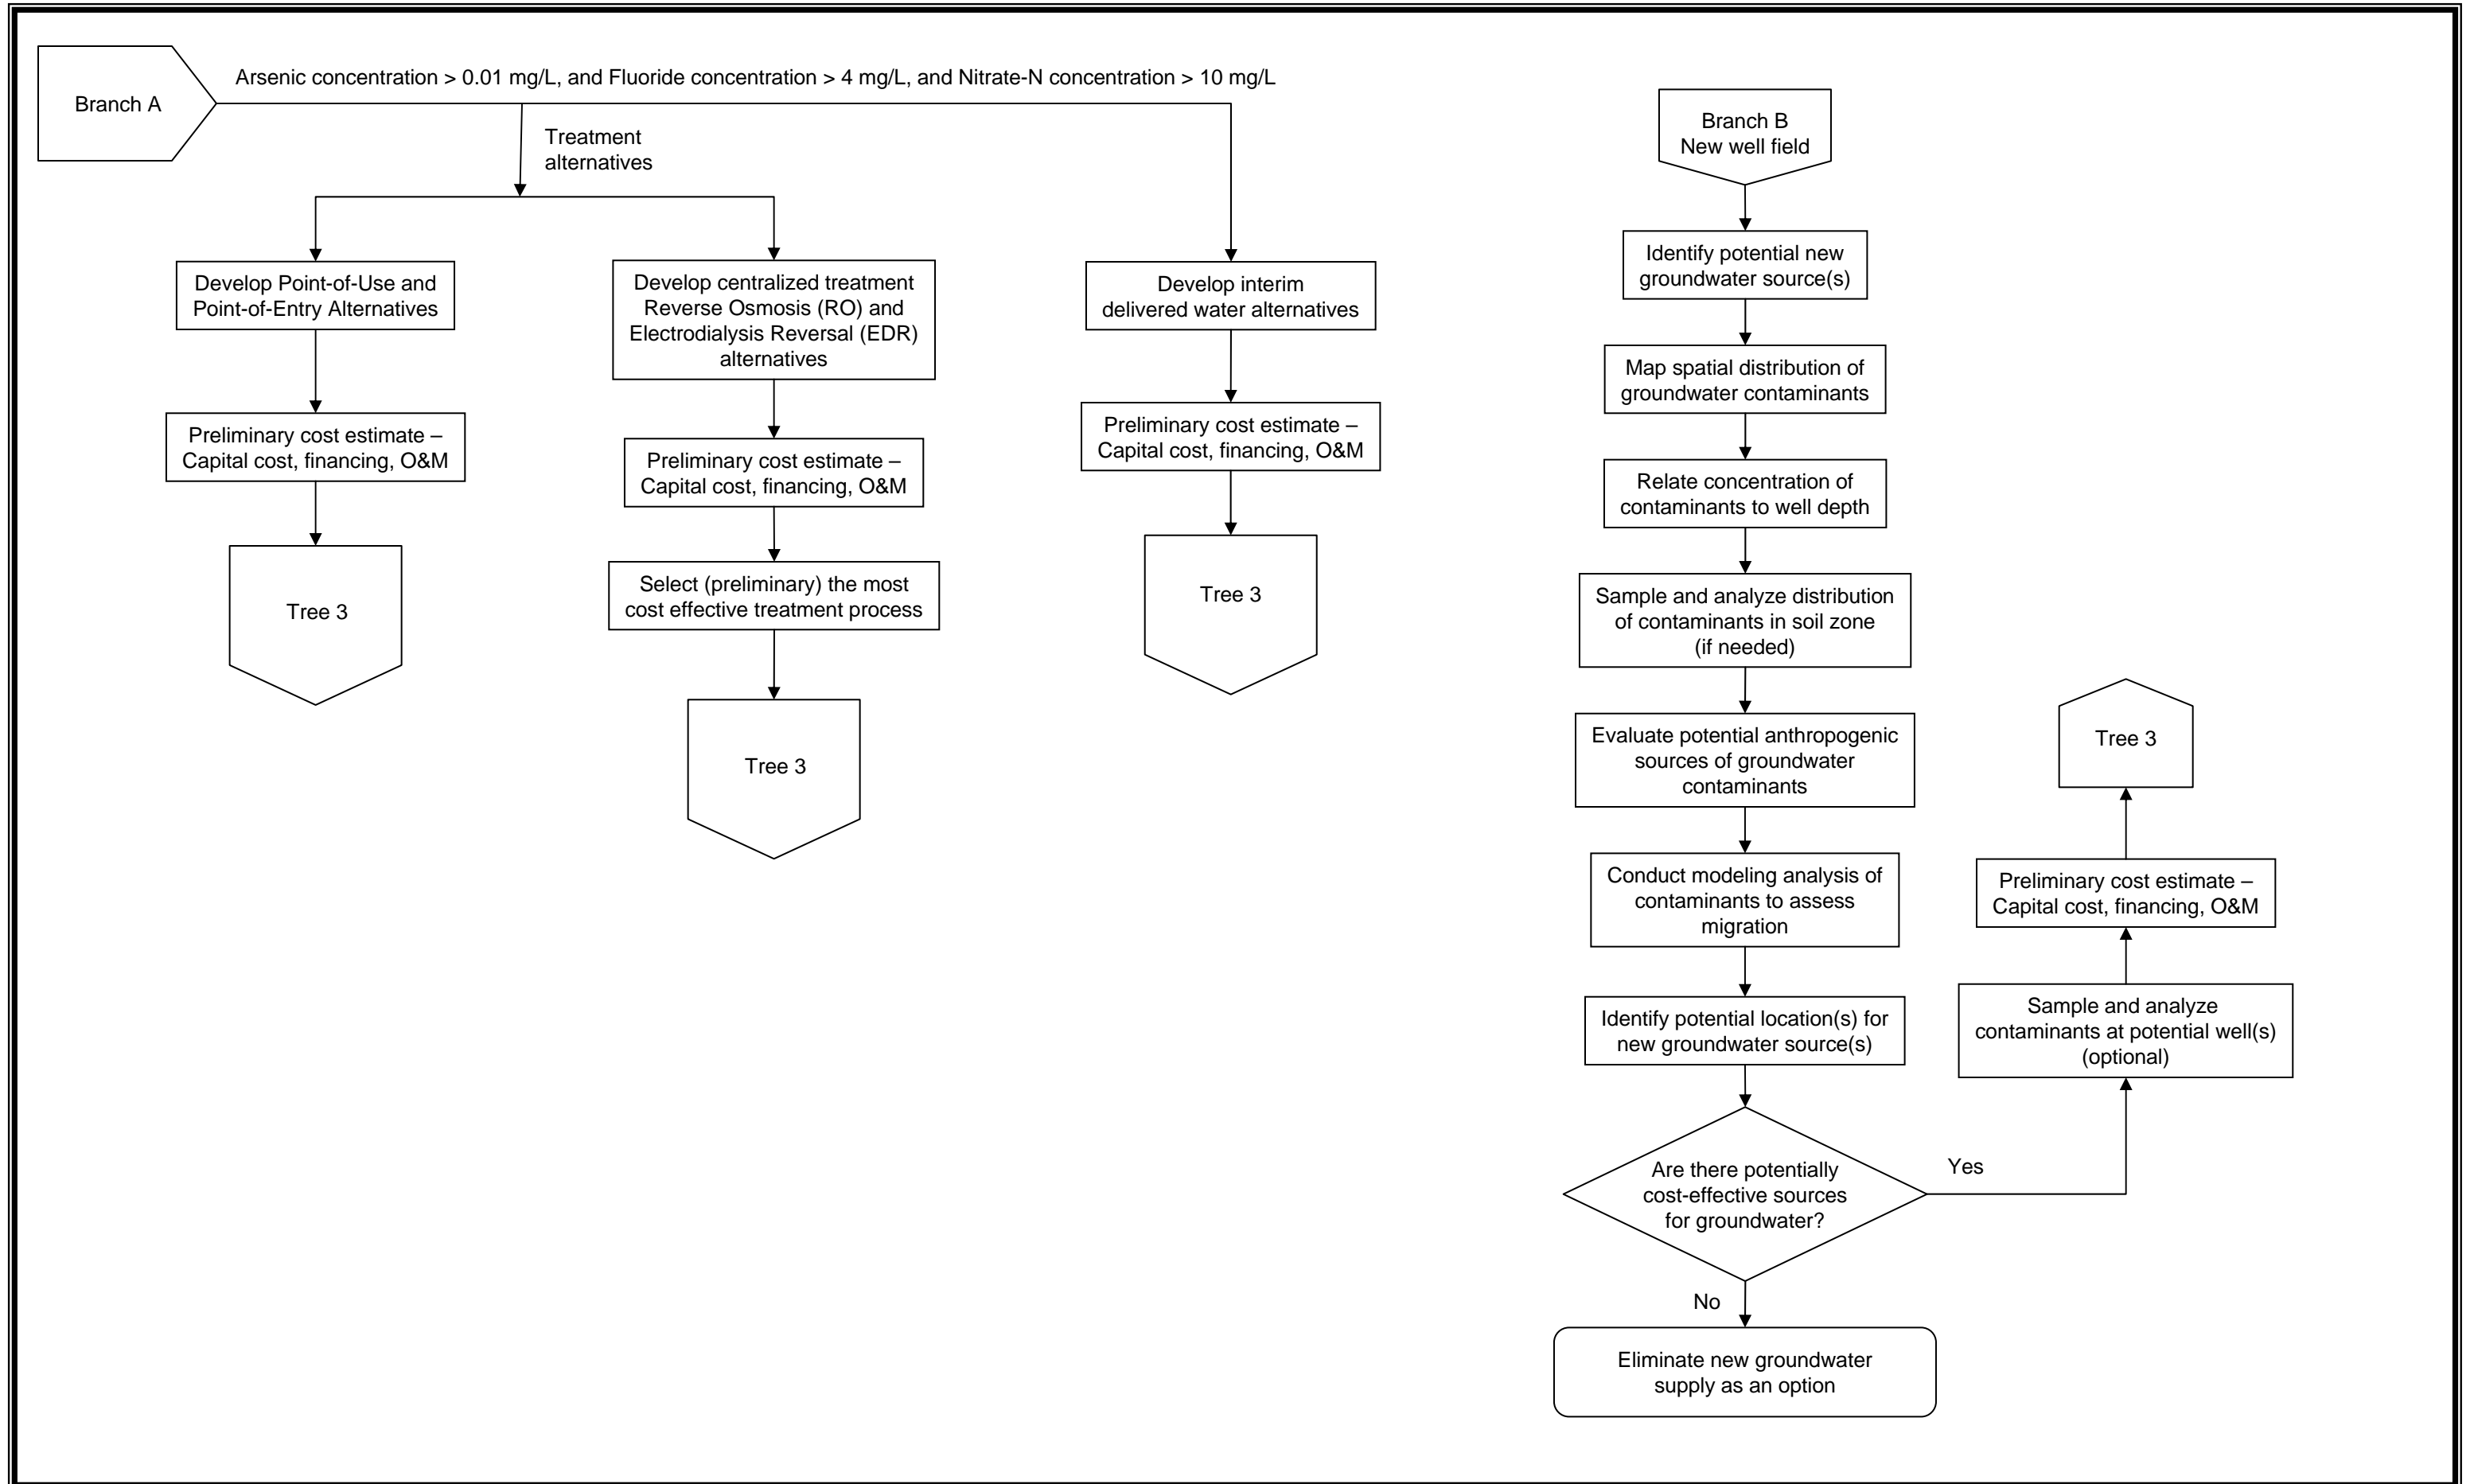 Branch A
Arsenic concentration > 0.01 mg/L, and Fluoride concentration > 4 mg/L, and Nitrate-N concentration > 10 mg/L
Treatment
alternatives
Develop Point-of-Use and
Point-of-Entry Alternatives
Preliminary cost estimate –
Capital cost, financing, O&M
Tree 3
Develop centralized treatment
Reverse Osmosis (RO) and
Electrodialysis Reversal (EDR)
alternatives
Preliminary cost estimate –
Capital cost, financing, O&M
Select (preliminary) the most
cost effective treatment process
Tree 3
Develop interim
delivered water alternatives
Preliminary cost estimate –
Capital cost, financing, O&M
Tree 3
Branch B
New well field
Identify potential new
groundwater source(s)
Map spatial distribution of
groundwater contaminants
Relate concentration of
contaminants to well depth
Sample and analyze distribution
of contaminants in soil zone
(if needed)
Evaluate potential anthropogenic
sources of groundwater
contaminants
Conduct modeling analysis of
contaminants to assess
migration
Identify potential location(s) for
new groundwater source(s)
Are there potentially
cost-effective sources
for groundwater?
Yes
Sample and analyze
contaminants at potential well(s)
(optional)
Preliminary cost estimate –
Capital cost, financing, O&M
Tree 3
No
Eliminate new groundwater
supply as an option